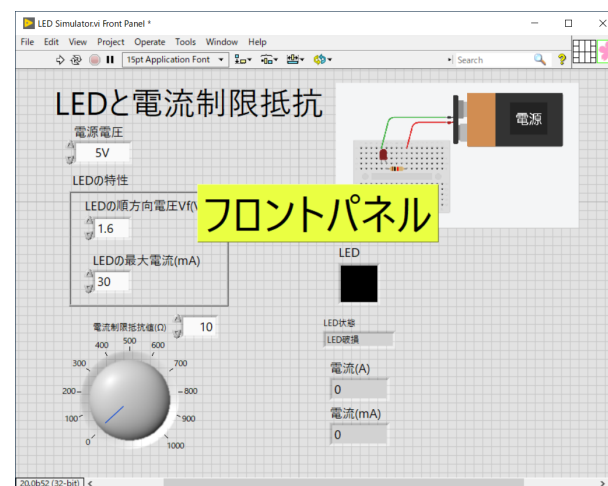 LED Simulator.vi Front Panel *
File Edit View Project Operate Tools Window Help
15pt Application Font
Search
LEDと電流制限抵抗
電源
電源電圧
5V
LEDの特性
LEDの順方向電圧Vf(V
フロントパネル
1.6
LEDの最大電流(mA)
30
LED
電流制限抵抗値(Ω)
10
LED状態
LED破損
電流(A)
0
電流(mA)
0
0
100
200
300
400
500
600
700
800
900
1000
20.0b52 (32-bit)